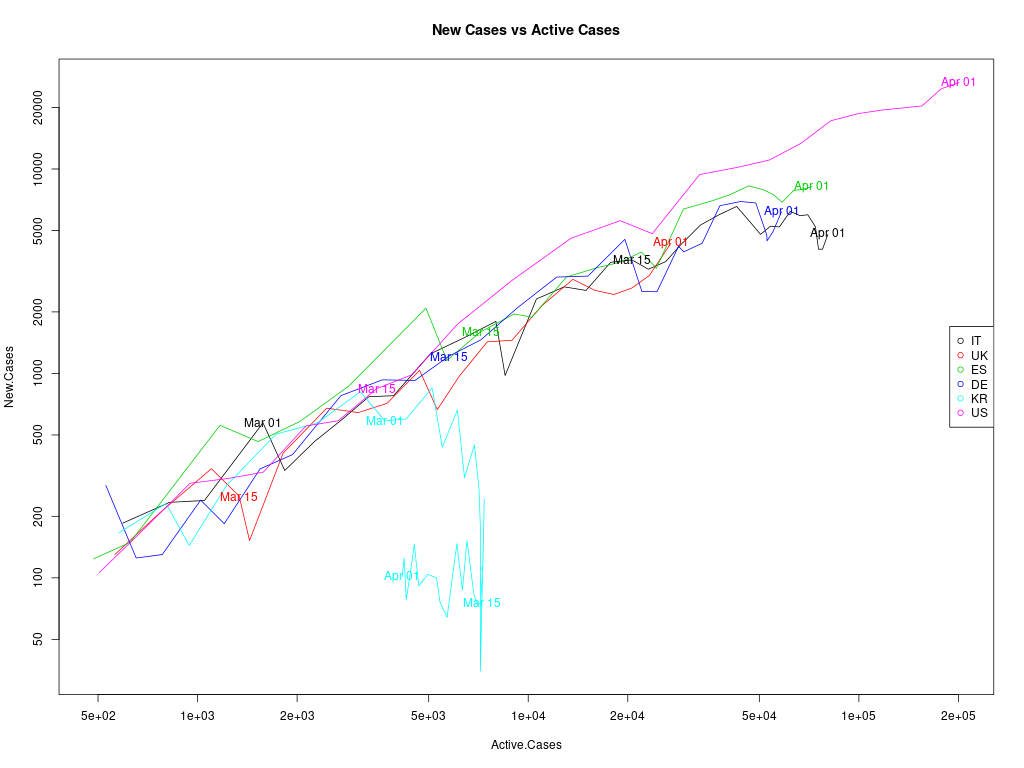 New Cases vs Active Cases
New.Cases
20000
10000
5000
2000
1000
500
200
100
50
Apr 01
Apr 01
Apr 01
Apr 01
Apr 01
Mar 15
Mar 15
Mar 15
Mar 15
Mar 01
Mar 01
Mar 15
Apr 01
Mar 15
IT
UK
ES
DE
KR
US
5e+02
1e+03
2e+03
5e+03
1e+04
2e+04
5e+04
1e+05
2e+05
Active.Cases